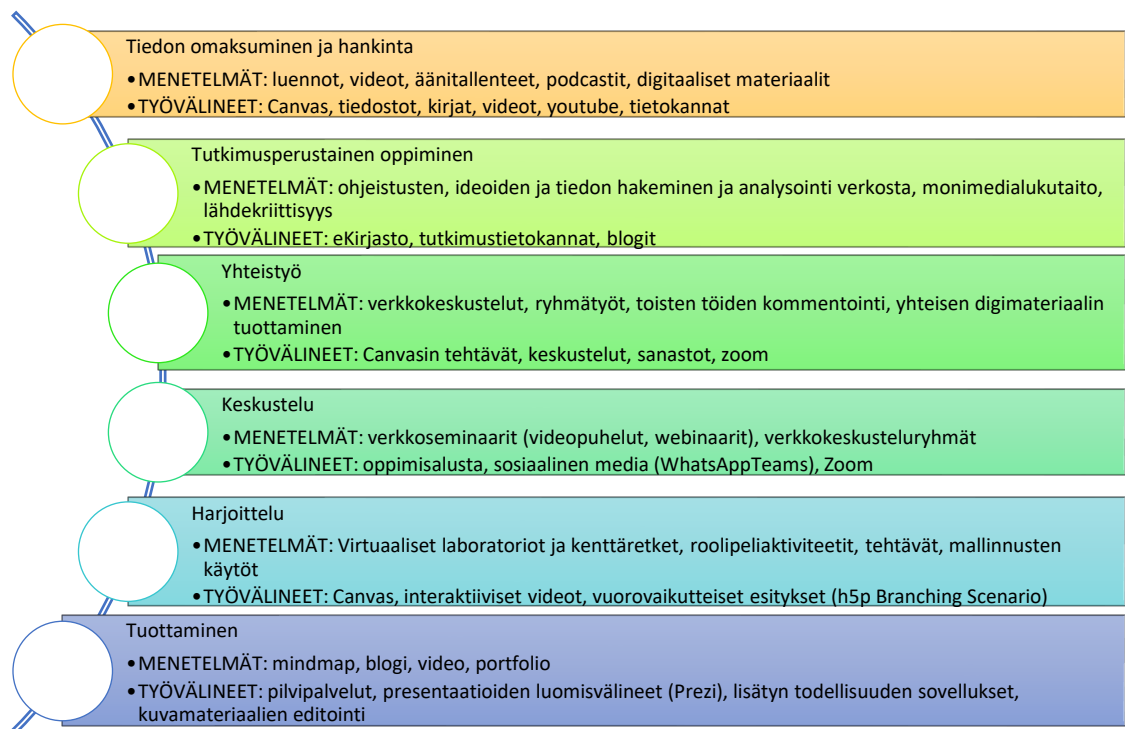 Tiedon omaksuminen ja hankinta
•MENETELMÄT: luennot, videot, äänitallenteet, podcastit, digitaaliset materiaalit
•TYÖVÄLINEET: Canvas, tiedostot, kirjat, videot, youtube, tietokannat
Tutkimusperustainen oppiminen
•MENETELMÄT: ohjeistusten, ideoiden ja tiedon hakeminen ja analysointi verkosta, monimedialukutaito,
lähdekriittisyys
•TYÖVÄLINEET: eKirjasto, tutkimustietokannat, blogit
Yhteistyö
•MENETELMÄT: verkkokeskustelut, ryhmätyöt, toisten töiden kommentointi, yhteisen digimateriaalin
tuottaminen
•TYÖVÄLINEET: Canvasin tehtävät, keskustelut, sanastot, zoom
Keskustelu
•MENETELMÄT: verkkoseminaarit (videopuhelut, webinaarit), verkkokeskusteluryhmät
•TYÖVÄLINEET: oppimisalusta, sosiaalinen media (WhatsAppTeams), Zoom
Harjoittelu
•MENETELMÄT: Virtuaaliset laboratoriot ja kenttäretket, roolipeliaktiviteetit, tehtävät, mallinnusten
käytöt
•TYÖVÄLINEET: Canvas, interaktiiviset videot, vuorovaikutteiset esitykset (h5p Branching Scenario)
Tuottaminen
•MENETELMÄT: mindmap, blogi, video, portfolio
•TYÖVÄLINEET: pilvipalvelut, presentaatioiden luomisvälineet (Prezi), lisätyn todellisuuden sovellukset,
kuvamateriaalien editointi